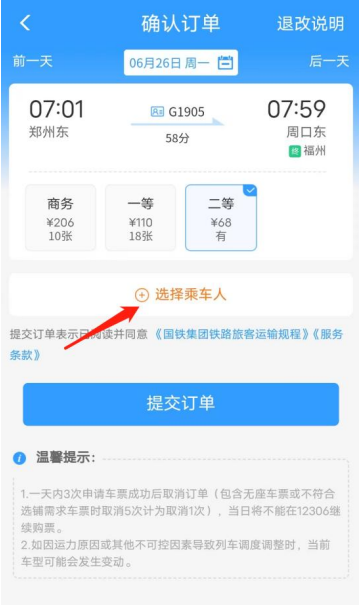 确认订单
退改说明
前一天
06月26日 周一
后一天
07:01
G1905
07:59
郑州东
58分
周口东
终 福州
商务
一等
二等
¥206
¥110
¥68
10张
18张
有
选择乘车人
提交订单表示已阅读并同意《国铁集团铁路旅客运输规程》《服务
条款》
提交订单
温馨提示：
1.一天内3次申请车票成功后取消订单（包含无座车票或不符合
选铺需求车票时取消5次计为取消1次），当日将不能在12306继
续购票。
2.如因运力原因或其他不可控因素导致列车调度调整时，当前
车型可能会发生变动。